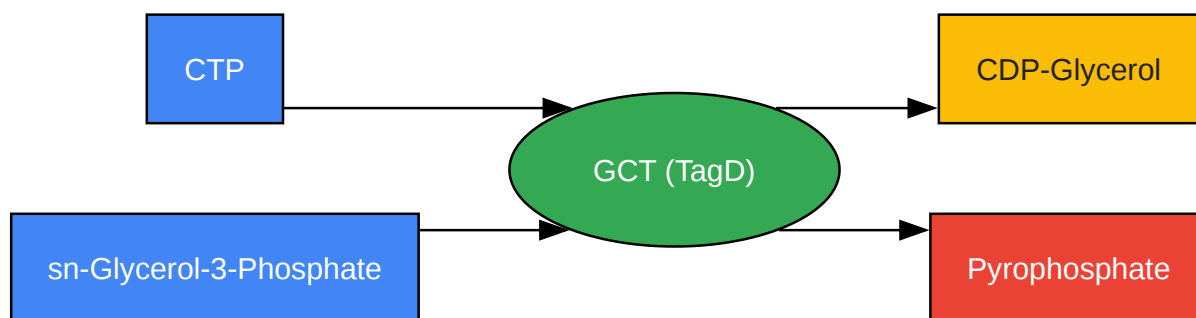 CTP
CDP-Glycerol
GCT (TagD)
sn-Glycerol-3-Phosphate
Pyrophosphate